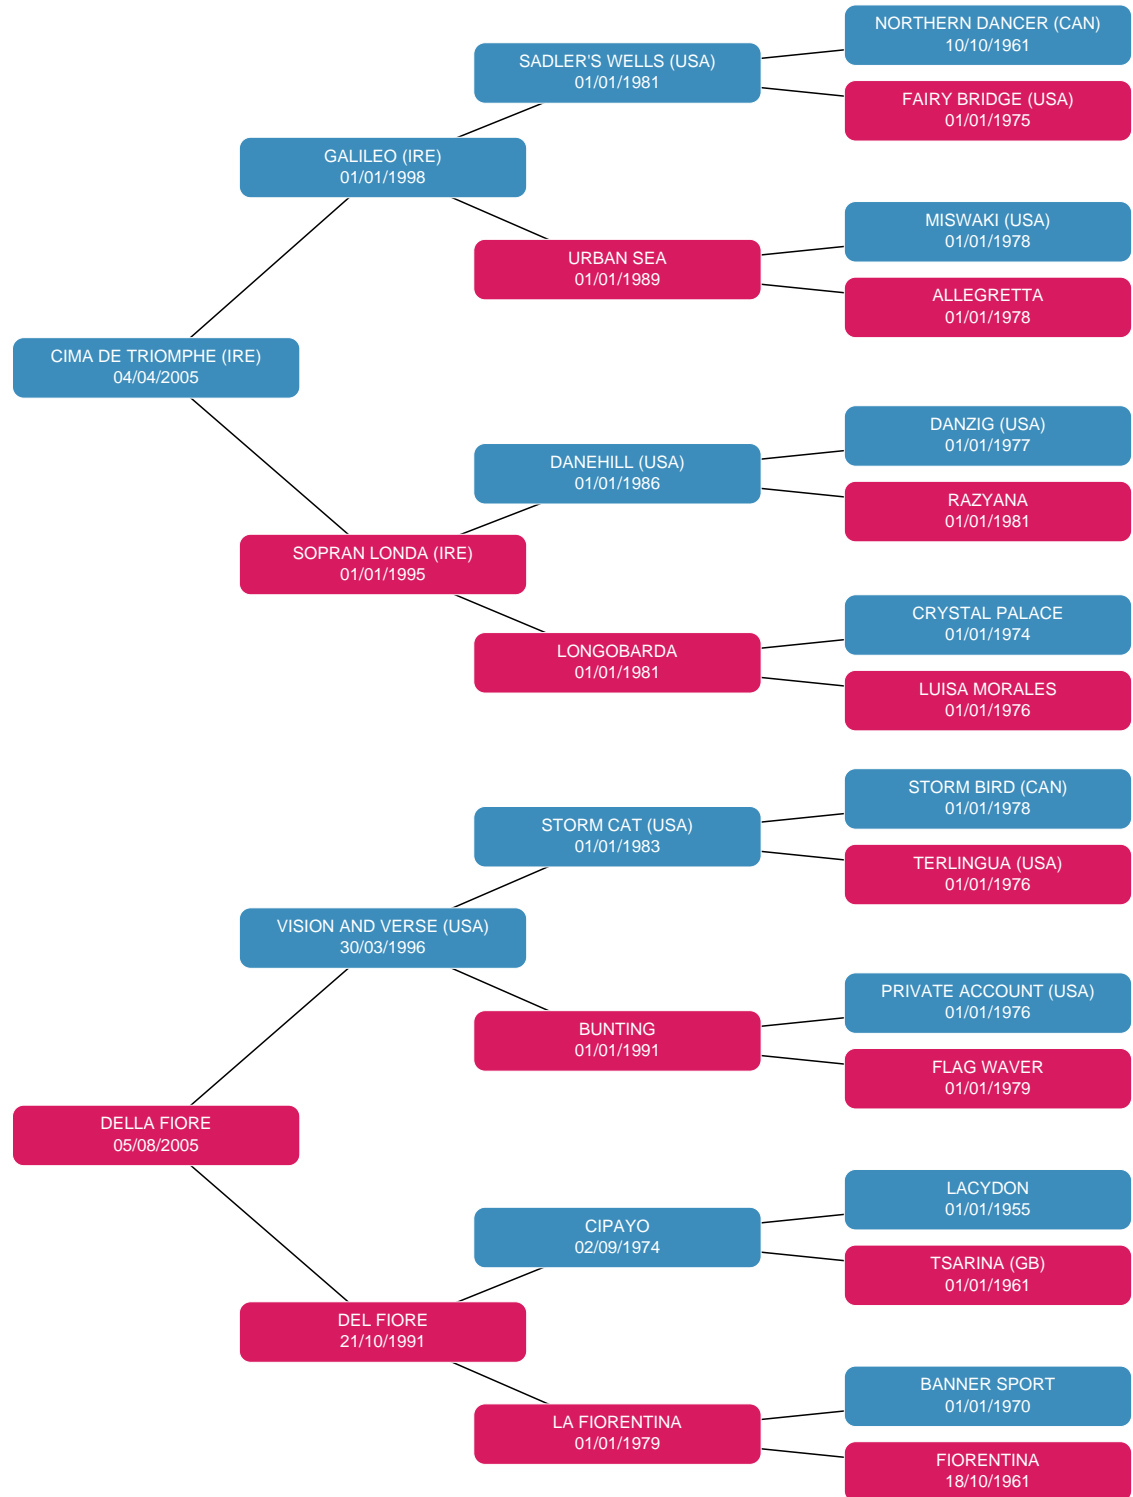 NORTHERN DANCER (CAN)
10/10/1961
SADLER'S WELLS (USA)
01/01/1981
FAIRY BRIDGE (USA)
01/01/1975
GALILEO (IRE)
01/01/1998
MISWAKI (USA)
01/01/1978
URBAN SEA
01/01/1989
ALLEGRETTA
01/01/1978
CIMA DE TRIOMPHE (IRE)
04/04/2005
DANZIG (USA)
01/01/1977
DANEHILL (USA)
01/01/1986
RAZYANA
01/01/1981
SOPRAN LONDA (IRE)
01/01/1995
CRYSTAL PALACE
01/01/1974
LONGOBARDA
01/01/1981
LUISA MORALES
01/01/1976
STORM BIRD (CAN)
01/01/1978
STORM CAT (USA)
01/01/1983
TERLINGUA (USA)
01/01/1976
VISION AND VERSE (USA)
30/03/1996
PRIVATE ACCOUNT (USA)
01/01/1976
BUNTING
01/01/1991
FLAG WAVER
01/01/1979
DELLA FIORE
05/08/2005
LACYDON
01/01/1955
CIPAYO
02/09/1974
TSARINA (GB)
01/01/1961
DEL FIORE
21/10/1991
BANNER SPORT
01/01/1970
LA FIORENTINA
01/01/1979
FIORENTINA
18/10/1961